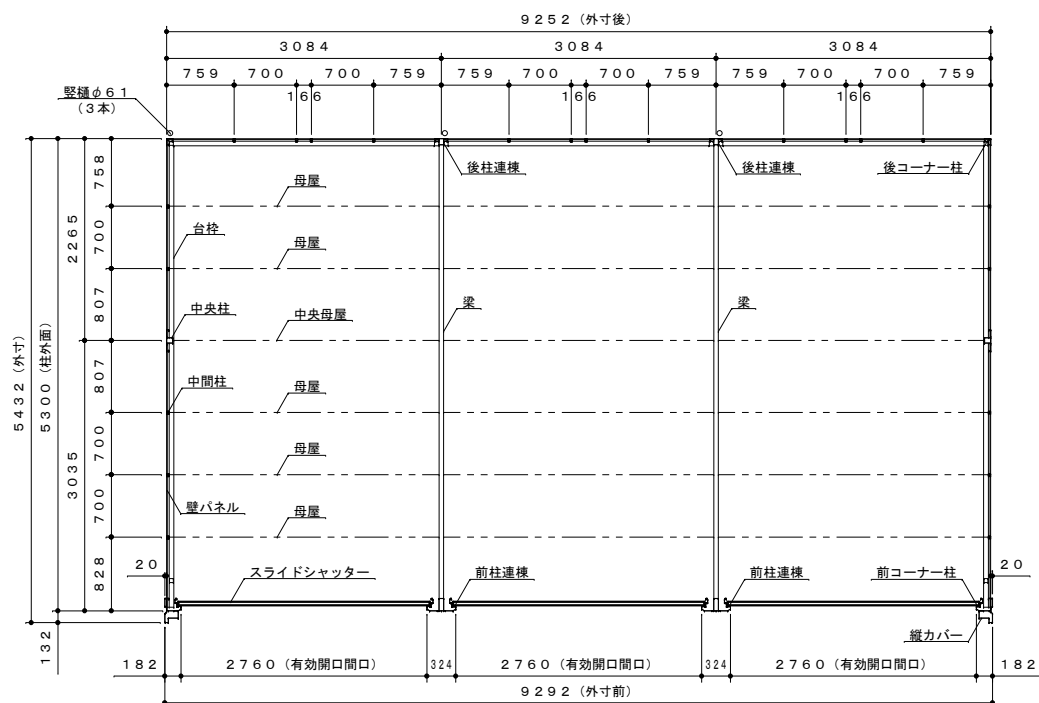 ９２５２（外寸後）
３０８４ ３０８４ ３０８４
７５９ ７００ ７００ ７５９ ７５９ ７００ ７００ ７５９ ７５９ ７００ ７００ ７５９
１６６ １６６ １６６
竪樋φ６１
（３本）
後柱連棟 後柱連棟 後コーナー柱
７５８
母屋
台枠
２２６５
７００
母屋
８０７
中央柱 中央母屋 梁 梁
５４３２（外寸）
５３００（柱外面）
８０７
中間柱 母屋
７００
母屋
３０３５
壁パネル
７００
母屋
８２８
２０ スライドシャッター 前柱連棟 前柱連棟 前コーナー柱 ２０
縦カバー
１３２
１８２ ２７６０（有効開口間口） ３２４ ２７６０（有効開口間口） ３２４ ２７６０（有効開口間口） １８２
９２９２（外寸前）